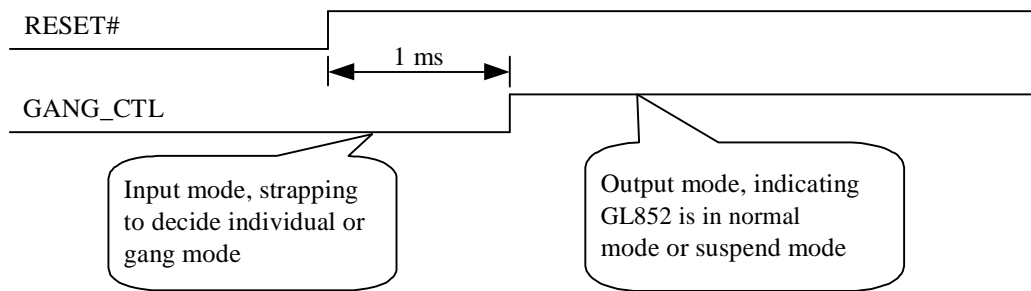 RESET#
1 ms
GANG_CTL
Input mode, strapping
to decide individual or
gang mode
Output mode, indicating
GL852 is in normal
mode or suspend mode